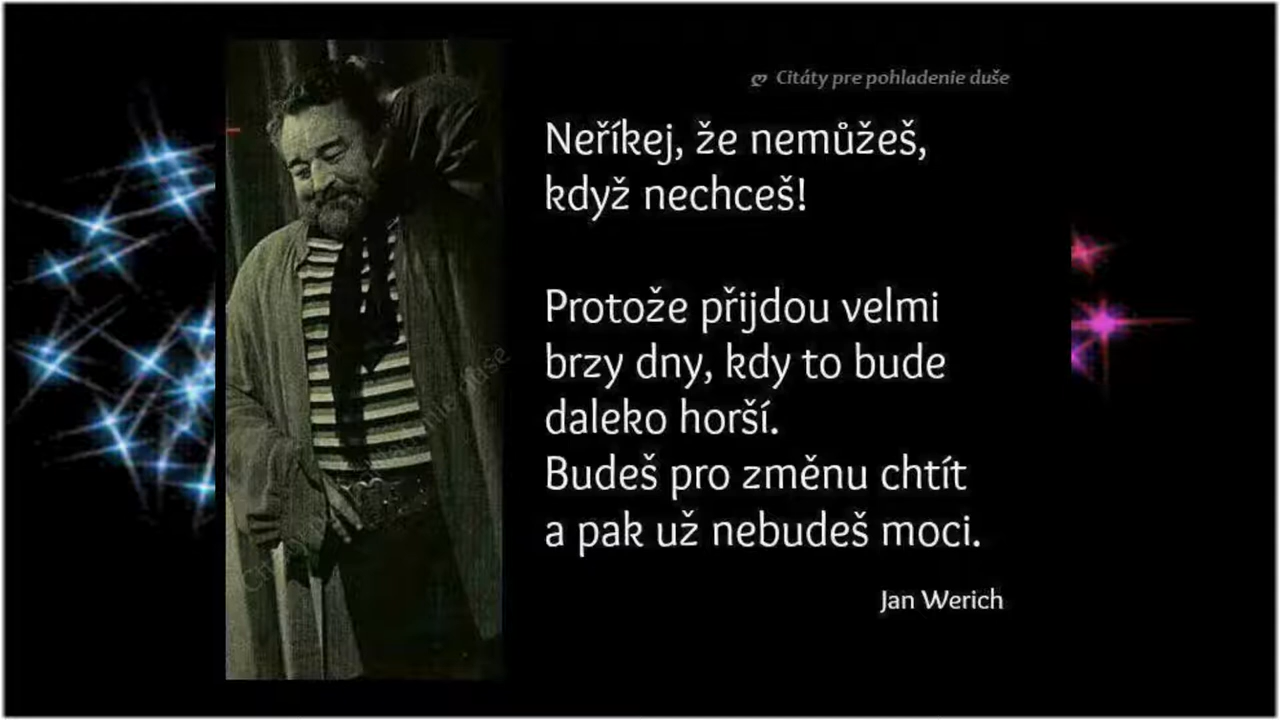 ღ Citáty pre pohladenie duše
Neříkej, že nemůžeš,
když nechceš!
Protože přijdou velmi
brzy dny, kdy to bude
daleko horší.
Budeš pro změnu chtít
a pak už nebudeš moci.
Jan Werich